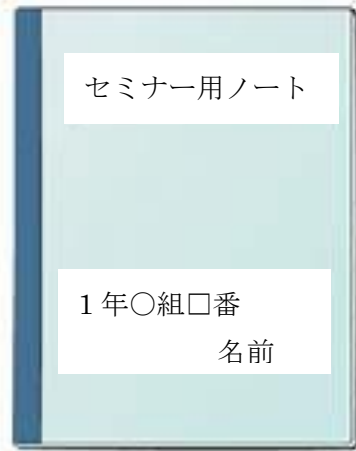 セミナー用ノート
１年○組□番
名前